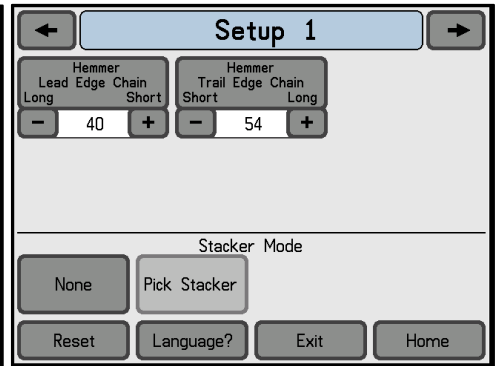 Setup 1
Hemmer
Lead Edge Chain
Long Short
- 40 +
Hemmer
Trail Edge Chain
Short Long
- 54 +
Stacker Mode
None Pick Stacker
Reset Language? Exit Home